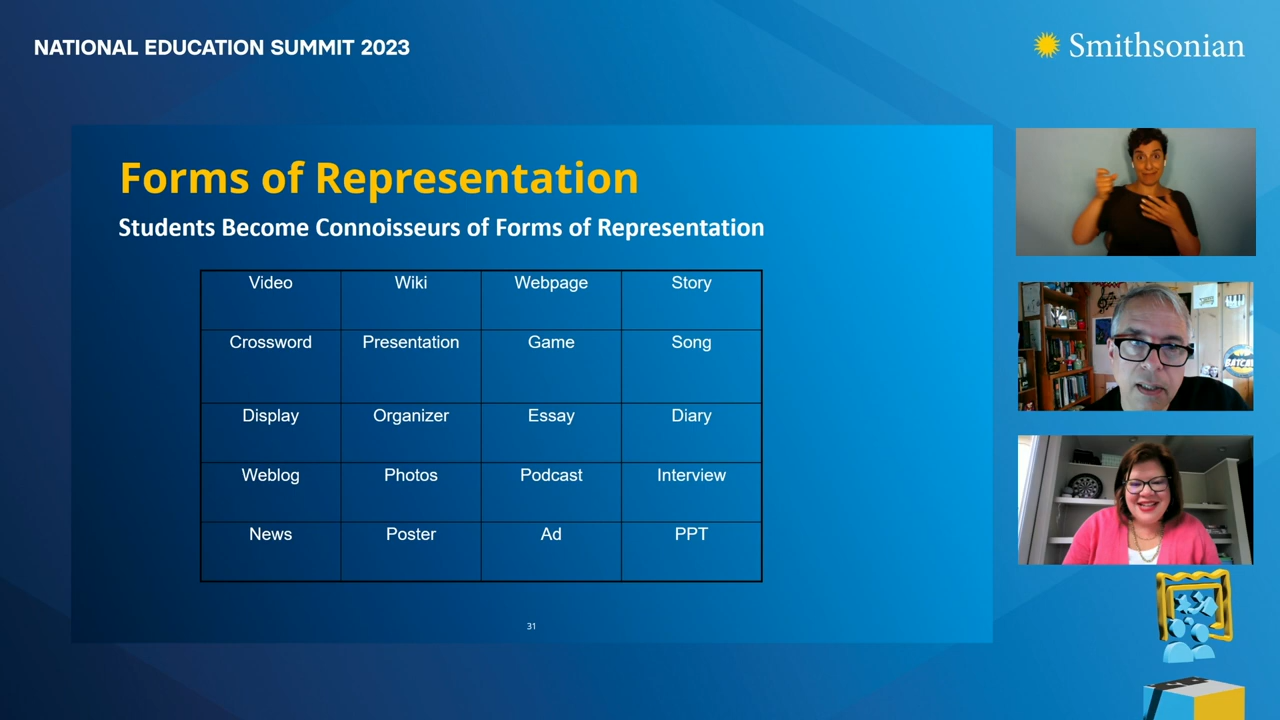 NATIONAL EDUCATION SUMMIT 2023
Smithsonian
Forms of Representation
Students Become Connoisseurs of Forms of Representation
Video Wiki Webpage Story
Crossword Presentation Game Song
Display Organizer Essay Diary
Weblog Photos Podcast Interview
News Poster Ad PPT
31